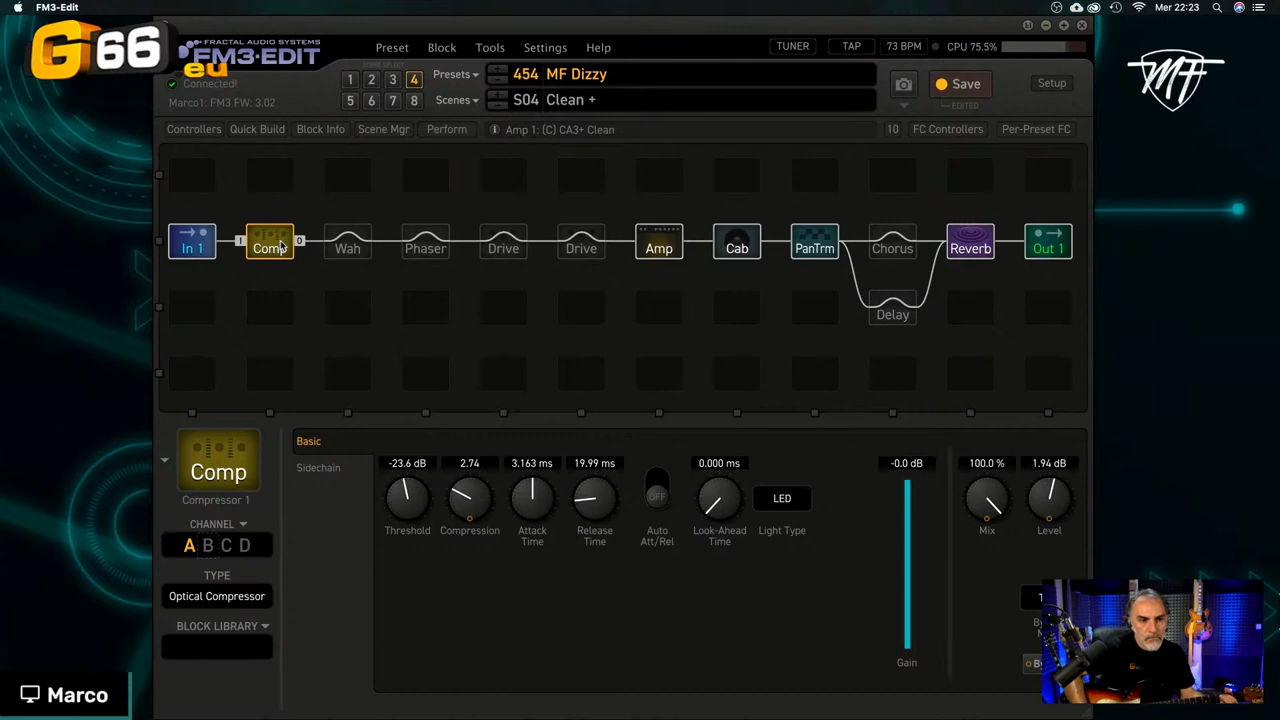 FM3-Edit
Mer 22:23
G66
eu
FRACTAL AUDIO SYSTEMS
FM3-EDIT
Preset Block Tools Settings Help
TUNER TAP 73 BPM CPU 75.5%
Connected!
Marco1: FM3 FW: 3.02
SCENE SELECT
1 2 3 4
5 6 7 8
Presets 454 MF Dizzy
Scenes S04 Clean +
Save
EDITED
Setup
MF
Controllers Quick Build Block Info Scene Mgr Perform Amp 1: (C) CA3+ Clean 10 FC Controllers Per-Preset FC
In 1 I Comp O Wah Phaser Drive Drive Amp Cab PanTrm Chorus Reverb Out 1
Delay
Comp
Compressor 1
CHANNEL
A B C D
TYPE
Optical Compressor
BLOCK LIBRARY
Basic
Sidechain
-23.6 dB 2.74 3.163 ms 19.99 ms 0.000 ms -0.0 dB 100.0 % 1.94 dB
OFF LED
Threshold Compression Attack Time Release Time Auto Att/Rel Look-Ahead Time Light Type Mix Level
Gain
Marco